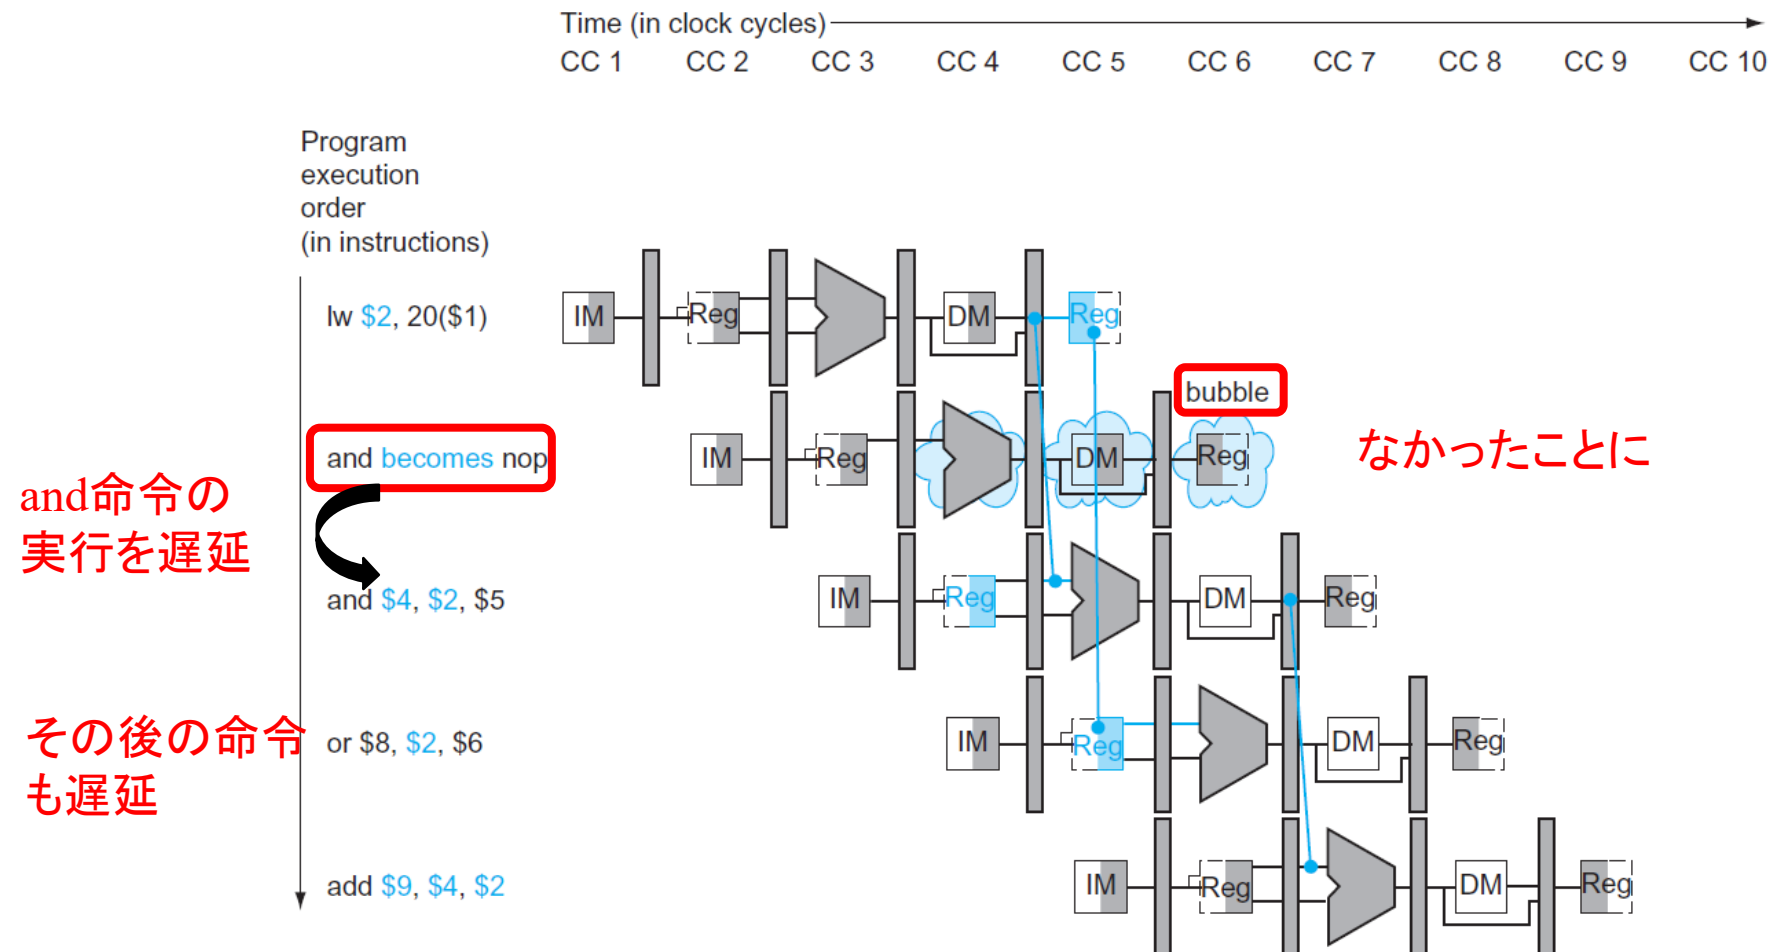 Time (in clock cycles)
CC 1 CC 2 CC 3 CC 4 CC 5 CC 6 CC 7 CC 8 CC 9 CC 10
Program
execution
order
(in instructions)
lw $2, 20($1)
IM Reg DM Reg
bubble
and becomes nop
IM Reg DM Reg
なかったことに
and命令の
実行を遅延
and $4, $2, $5
IM Reg DM Reg
その後の命令
も遅延
or $8, $2, $6
IM Reg DM Reg
add $9, $4, $2
IM Reg DM Reg